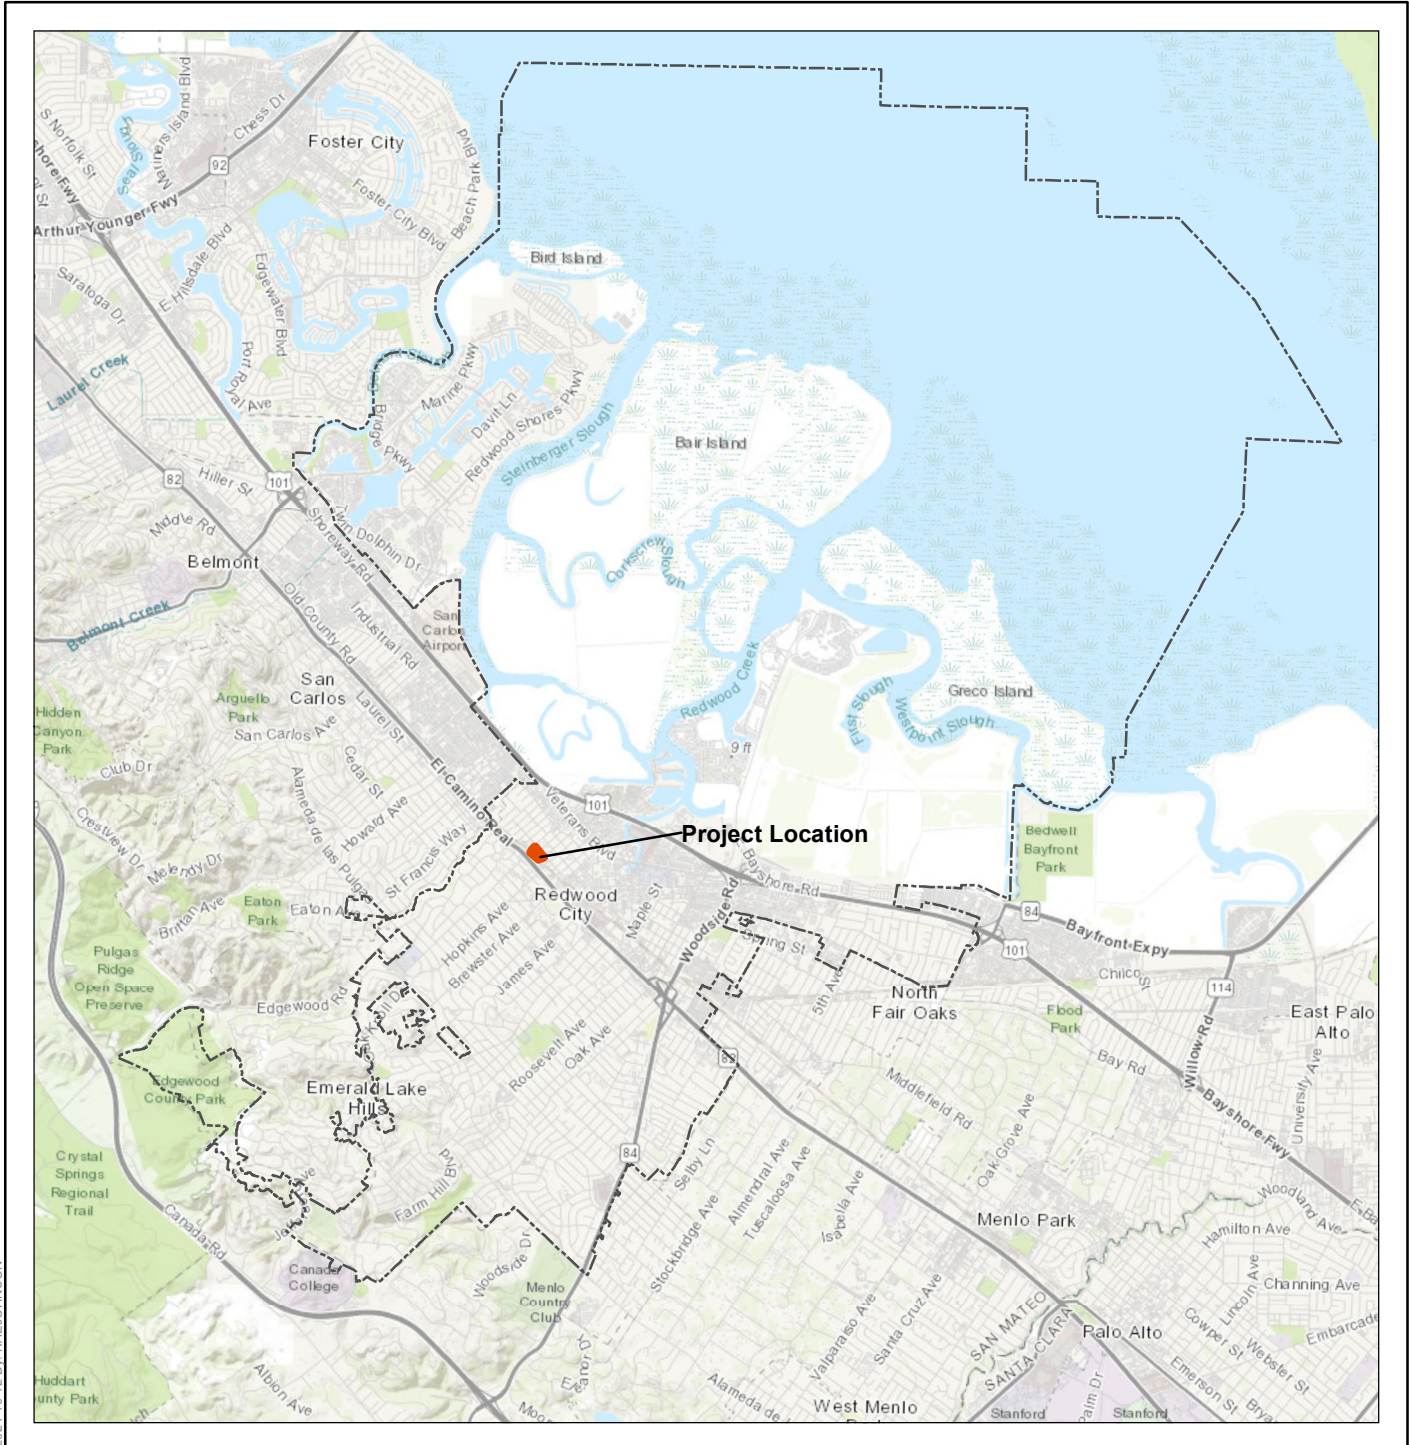 S Norfolk St
Mariners Island Blvd
Seal Slough
Chess Dr
92
Foster City
Foster City Blvd
Beach Park Blvd
shore Fwy
Arthur Younger Fwy
E Hillsdale Blvd
Edgewater Blvd
Saratoga Dr
Port Royal Ave
Laurel Creek
Bird Island
Marine Pkwy
Davit Ln
Redwood Shores Pkwy
Bridge Pkwy
Steinberger Slough
Bair Island
82
Hiller St
101
Middle Rd
Shoreway Rd
Twin Dolphin Dr
Belmont
Corkscrew Slough
Old County Rd
Industrial Rd
Belmont Creek
San
Carlos
Airport
San
Carlos
Arguello
Park
San Carlos Ave
Laurel St
Hidden
Canyon
Park
Club Dr
Redwood Creek
First Slough
Westpoint Slough
Greco Island
9 ft
Cedar St
Howard Ave
Alameda de las Pulgas
El Camino Real
Veterans Blvd
101
Crestview Dr
Melendy Dr
St Francis Way
Project Location
Bedwell
Bayfront
Park
Brittan Ave
Eaton
Park
Eaton A
Redwood
City
Maple St
Woodside Rd
Bayshore Rd
Spring St
84
Bayfront Expy
101
Hopkins Ave
Brewster Ave
James Ave
Pulgas
Ridge
Open Space
Preserve
Edgewood Rd
5th Ave
North
Fair Oaks
Chilco St
114
Flood
Park
East Palo
Alto
Roosevelt Ave
Oak Ave
82
Bay Rd
Willow Rd
University Ave
Edgewood
County Park
Emerald Lake
Hills
Middlefield Rd
Oak Grove Ave
Bayshore Fwy
84
Selby Ln
Crystal
Springs
Regional
Trail
Farm Hill Blvd
Almendral Ave
Tuscaloosa Ave
Stockbridge Ave
Isabella Ave
Woodland Ave
Hamilton Ave
Menlo Park
Canada Rd
Canada
College
Woodside Dr
Menlo
Country
Club
Valparaiso Ave
Santa Cruz Ave
SAN MATEO
SANTA CLARA
Lincoln Ave
Channing Ave
Embarcade
Palo Alto
Cowper St
Webster St
Emerson St
Huddart
unty Park
Albion Ave
Alameda de l
West Menlo
Palm Dr
Stanford
Stanford